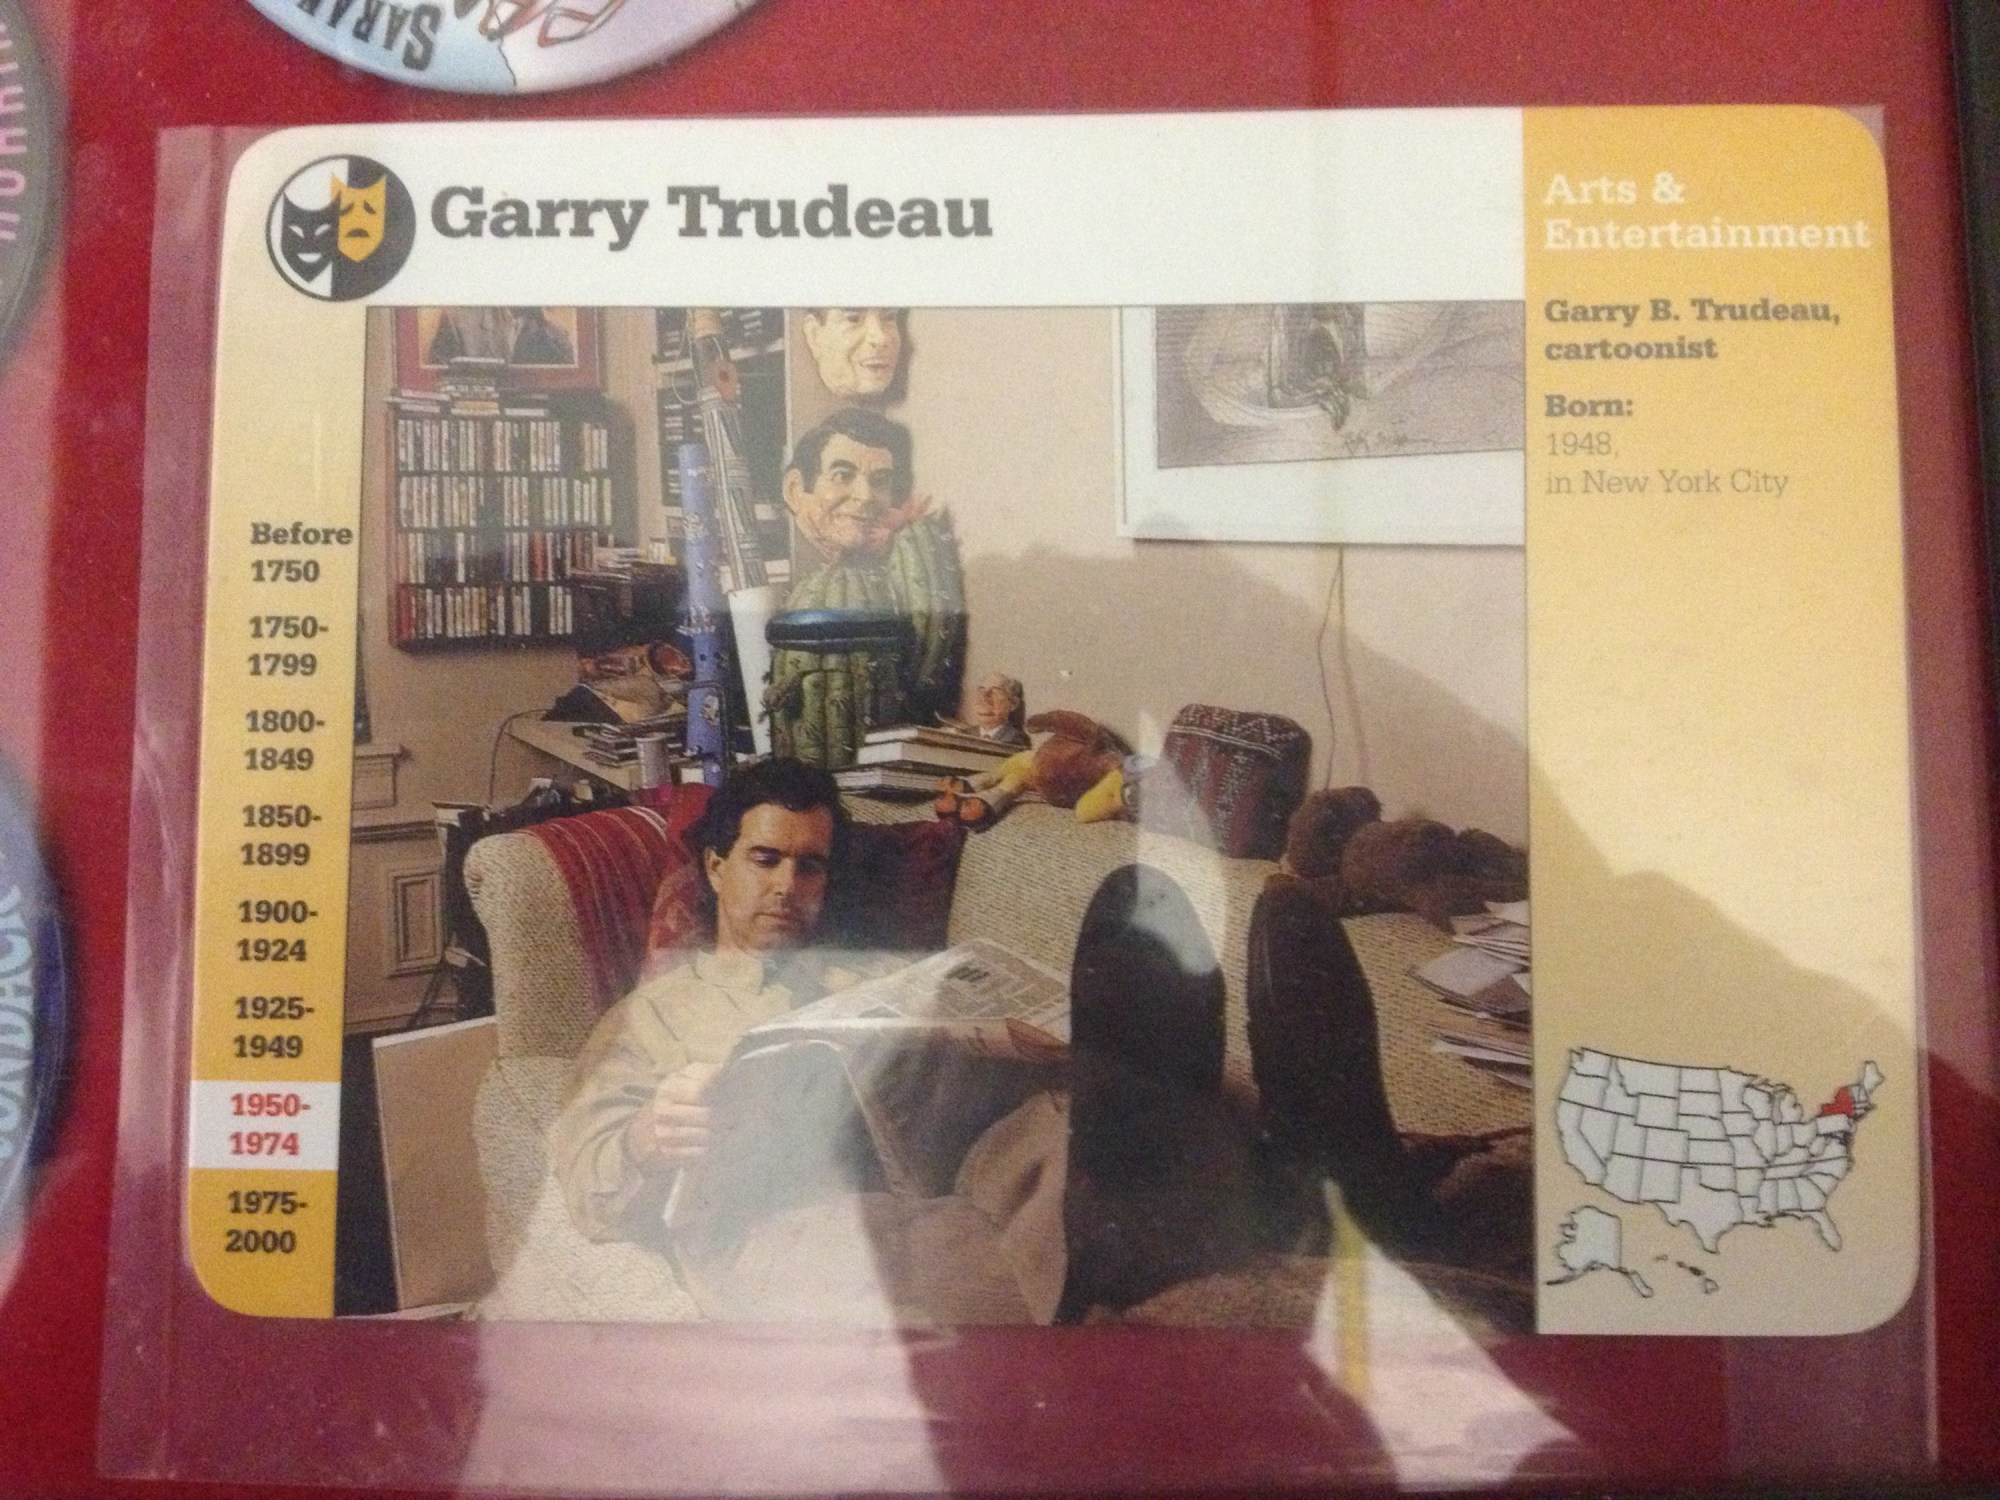 SARAH
Garry Trudeau
Arts &
Entertainment
Garry B. Trudeau,
cartoonist
Born:
1948,
in New York City
Before
1750
1750-
1799
1800-
1849
1850-
1899
1900-
1924
1925-
1949
1950-
1974
1975-
2000